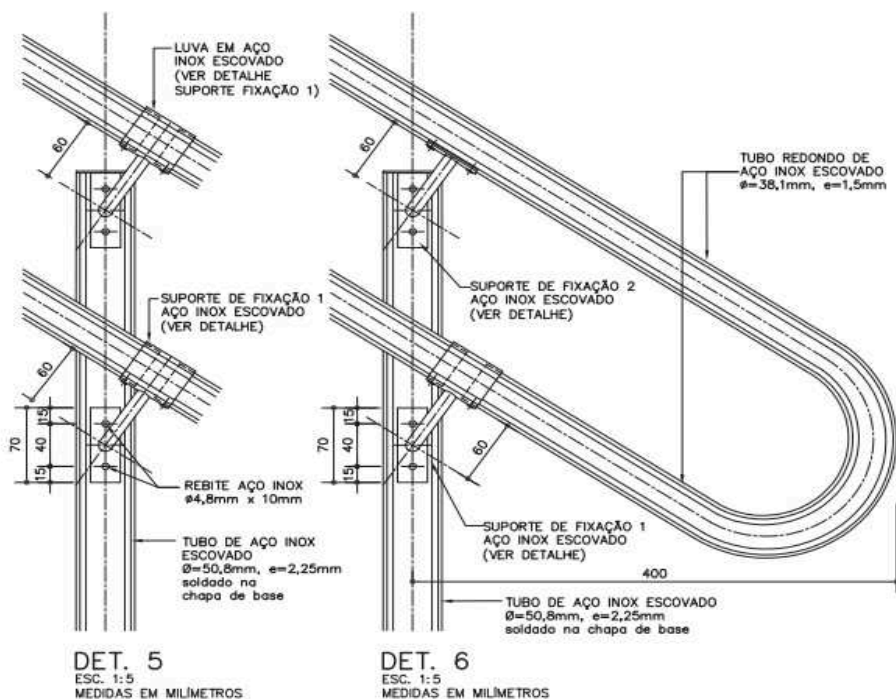 LUVA EM AÇO
INOX ESCOVADO
(VER DETALHE
SUPORTE FIXAÇÃO 1)
60
SUPORTE DE FIXAÇÃO 1
AÇO INOX ESCOVADO
(VER DETALHE)
60
70
15
40
15
REBITE AÇO INOX
ø4,8mm x 10mm
TUBO DE AÇO INOX
ESCOVADO
Ø=50,8mm, e=2,25mm
soldado na
chapa de base
DET. 5
ESC. 1:5
MEDIDAS EM MILÍMETROS
60
TUBO REDONDO DE
AÇO INOX ESCOVADO
ø=38,1mm, e=1,5mm
SUPORTE DE FIXAÇÃO 2
AÇO INOX ESCOVADO
(VER DETALHE)
70
15
40
15
60
SUPORTE DE FIXAÇÃO 1
AÇO INOX ESCOVADO
(VER DETALHE)
400
TUBO DE AÇO INOX ESCOVADO
Ø=50,8mm, e=2,25mm
soldado na chapa de base
DET. 6
ESC. 1:5
MEDIDAS EM MILÍMETROS